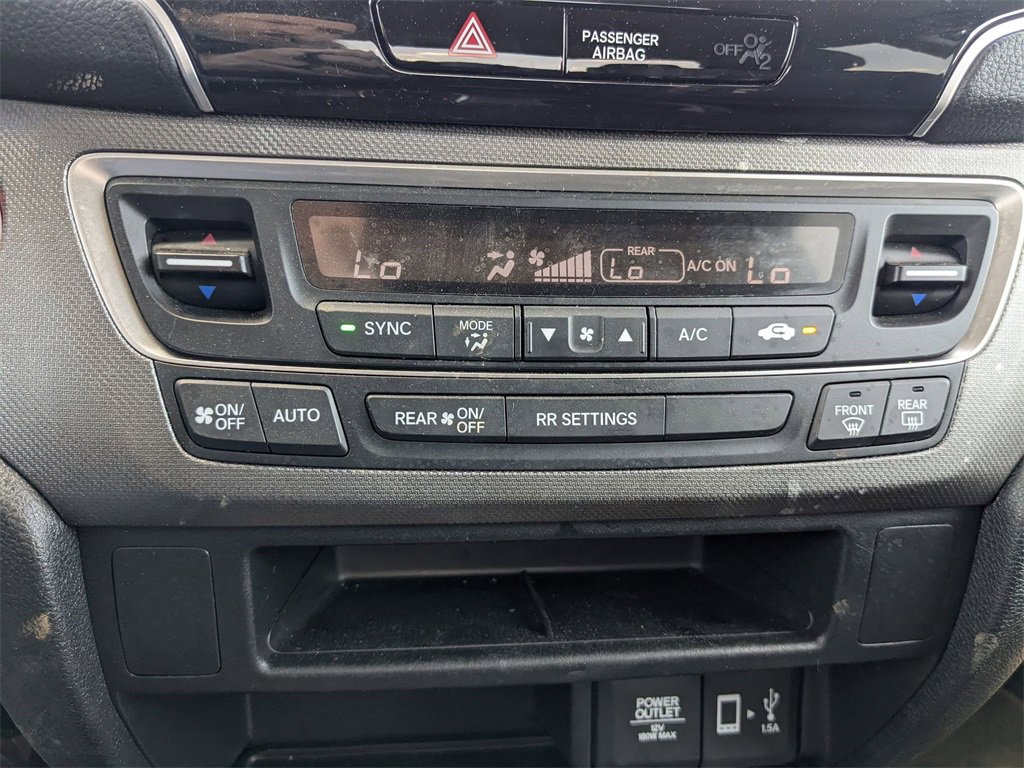 PASSENGER
AIRBAG
OFF
2
REAR
Lo Lo A/C ON Lo
SYNC MODE A/C
ON/
OFF
AUTO
REAR ON/
OFF
RR SETTINGS
FRONT REAR
POWER
OUTLET
12V
180W MAX
1.5A